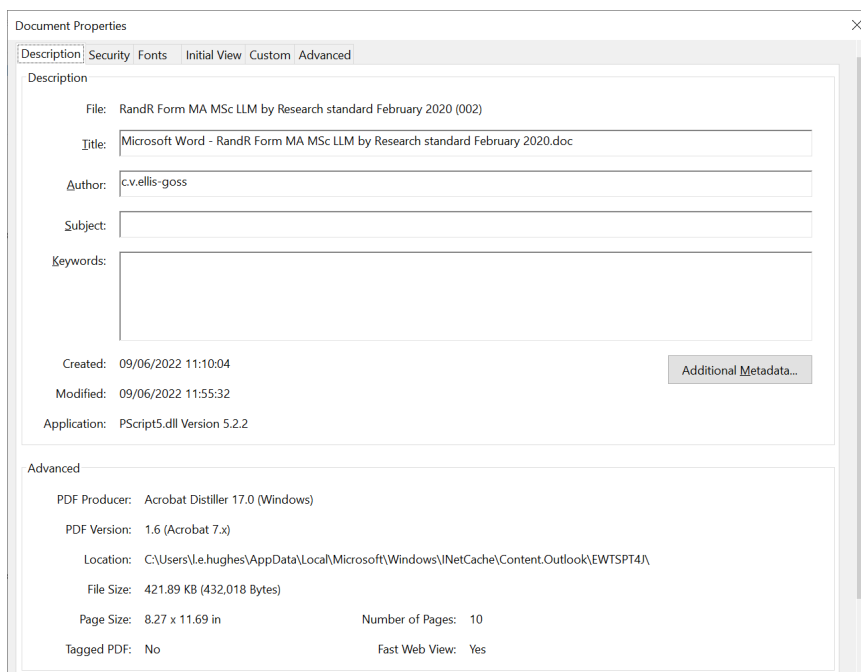 Document Properties
Description Security Fonts Initial View Custom Advanced
Description
File: RandR Form MA MSc LLM by Research standard February 2020 (002)
Title: Microsoft Word - RandR Form MA MSc LLM by Research standard February 2020.doc
Author: c.v.ellis-goss
Subject:
Keywords:
Created: 09/06/2022 11:10:04
Additional Metadata...
Modified: 09/06/2022 11:55:32
Application: PScript5.dll Version 5.2.2
Advanced
PDF Producer: Acrobat Distiller 17.0 (Windows)
PDF Version: 1.6 (Acrobat 7.x)
Location: C:\Users\l.e.hughes\AppData\Local\Microsoft\Windows\INetCache\Content.Outlook\EWTSPT4J\
File Size: 421.89 KB (432,018 Bytes)
Page Size: 8.27 x 11.69 in Number of Pages: 10
Tagged PDF: No Fast Web View: Yes